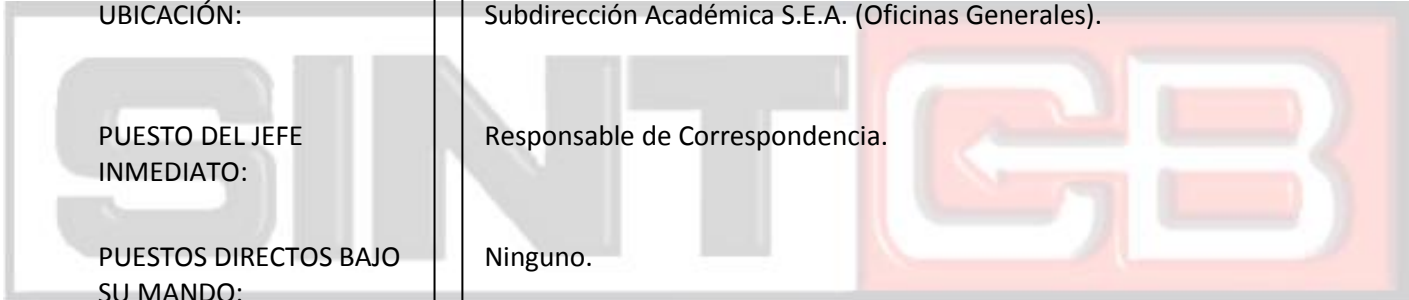 UBICACIÓN: Subdirección Académica S.E.A. (Oficinas Generales).
PUESTO DEL JEFE Responsable de Correspondencia.
INMEDIATO:
PUESTOS DIRECTOS BAJO Ninguno.
SU MANDO:
SINTCB